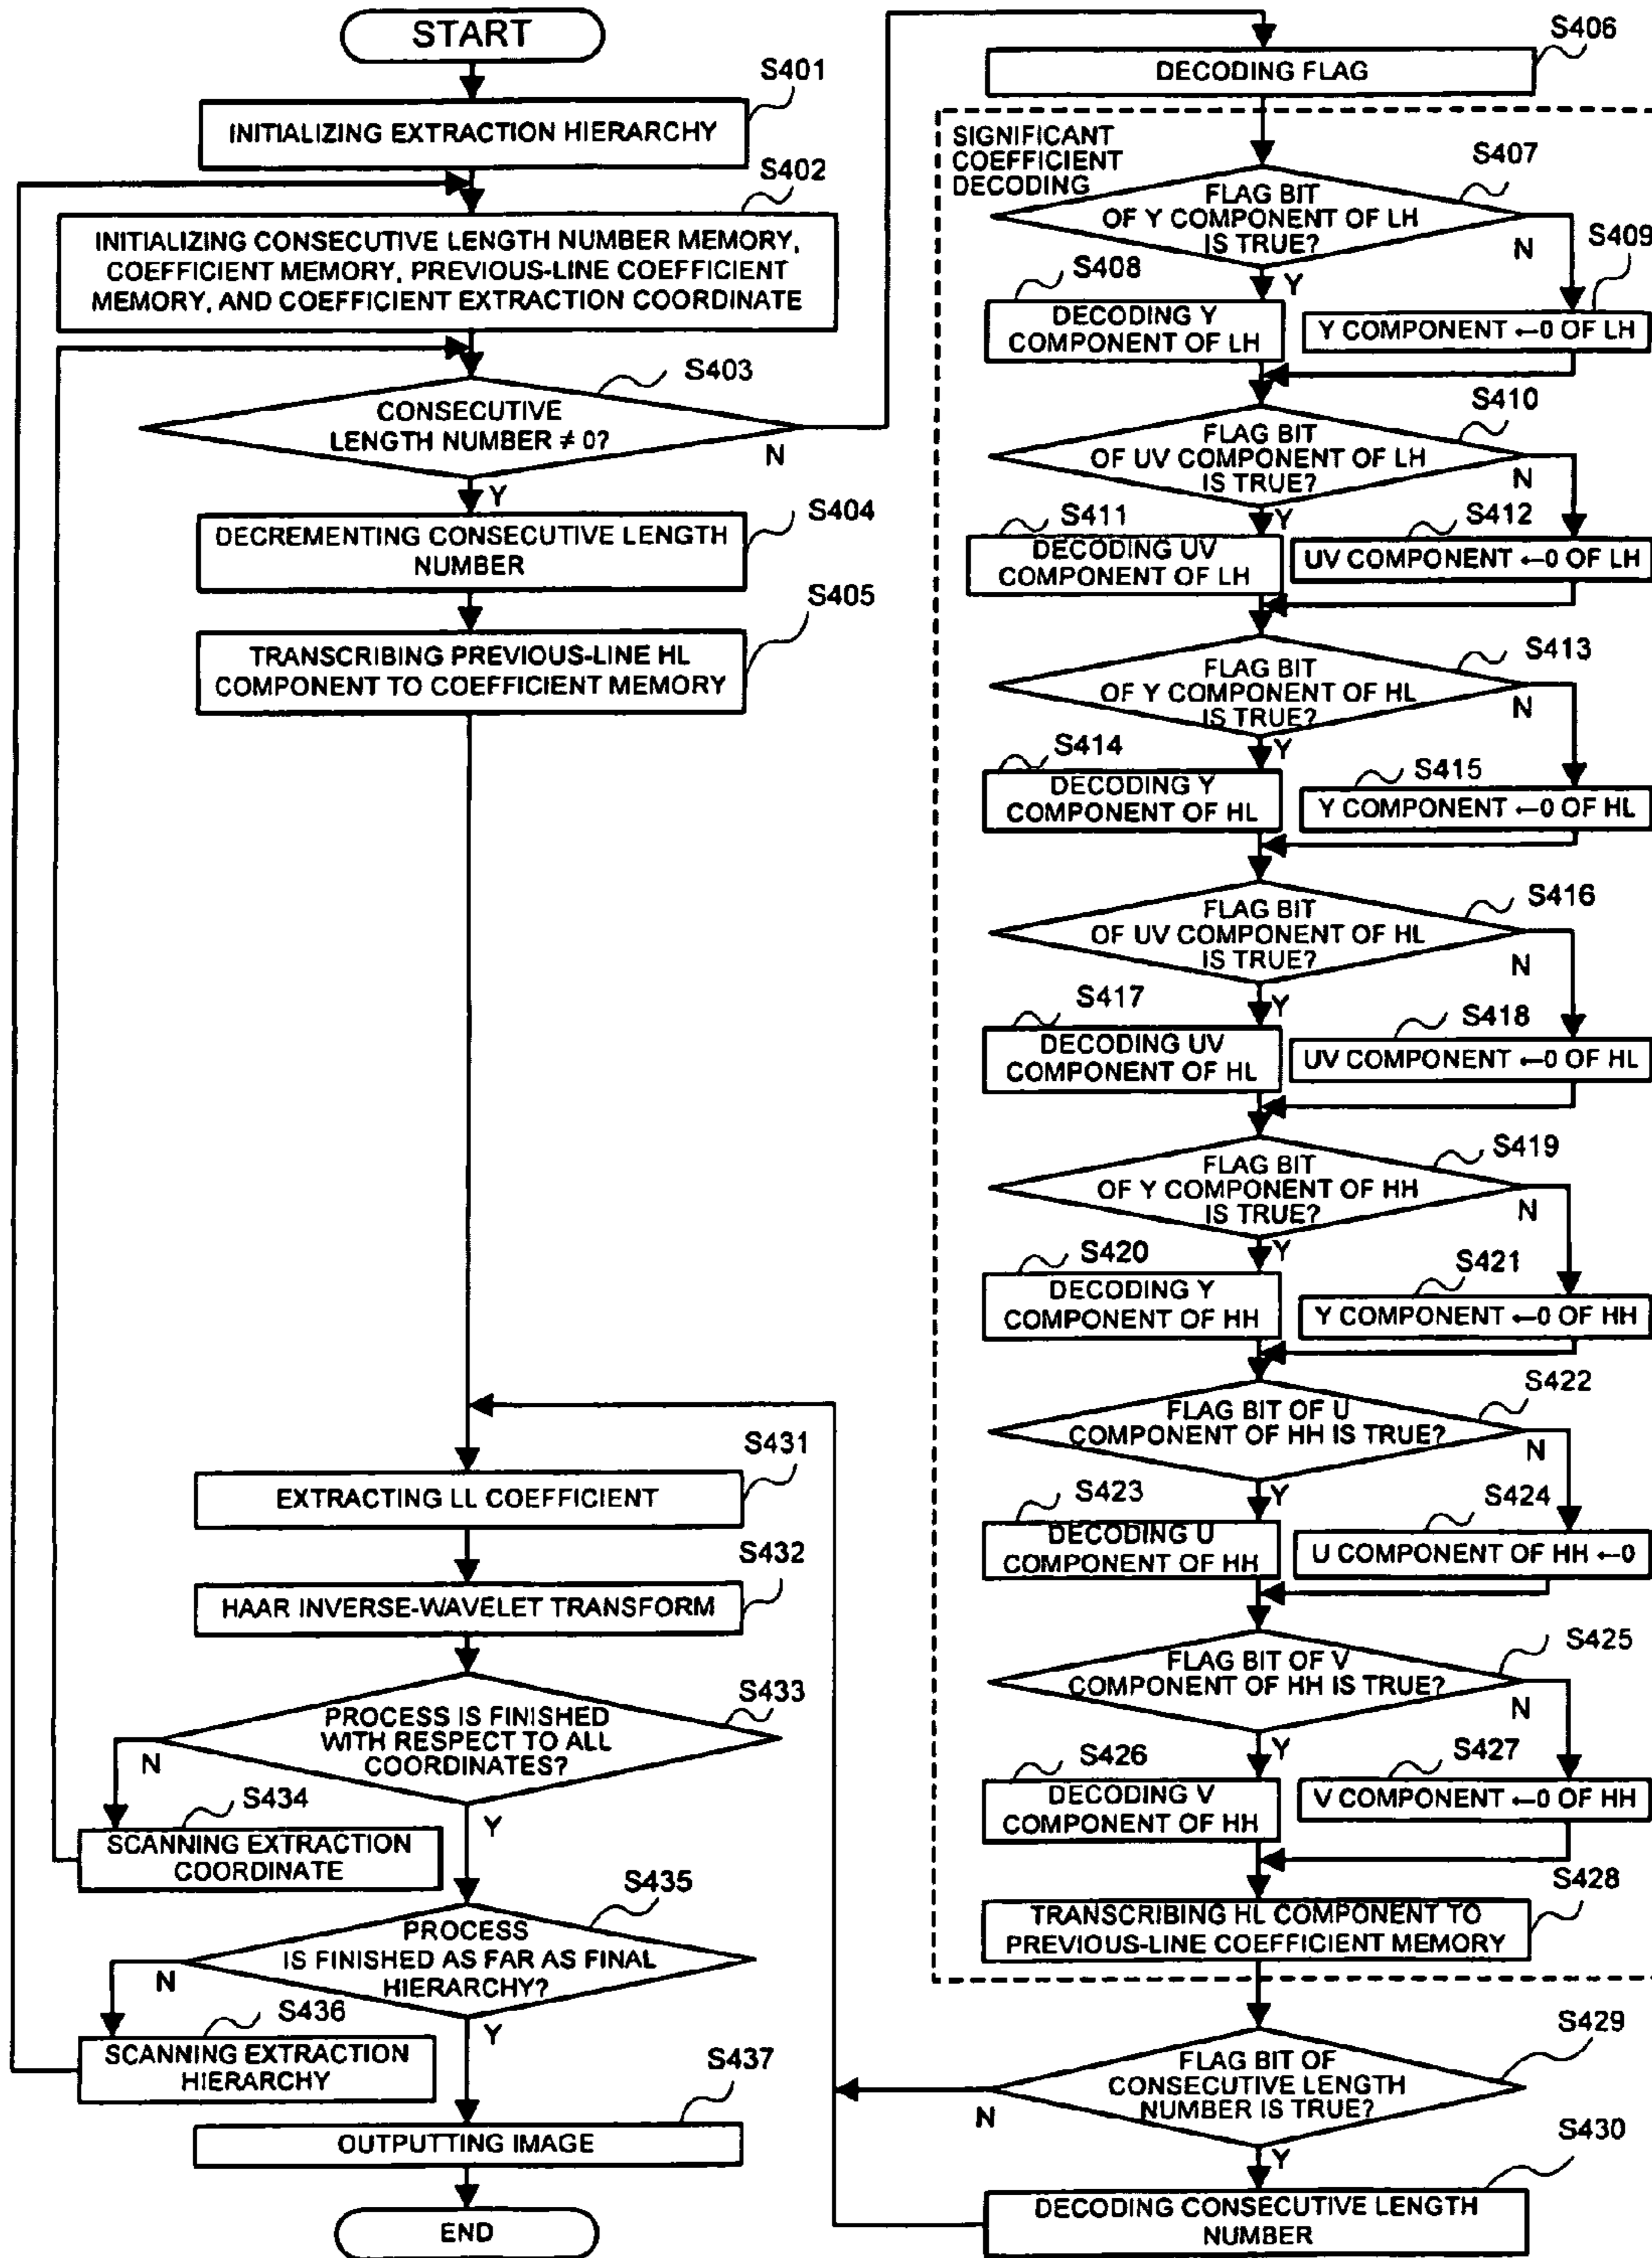 START
S401
INITIALIZING EXTRACTION HIERARCHY
S402
INITIALIZING CONSECUTIVE LENGTH NUMBER MEMORY,
COEFFICIENT MEMORY, PREVIOUS-LINE COEFFICIENT
MEMORY, AND COEFFICIENT EXTRACTION COORDINATE
S403
CONSECUTIVE
LENGTH NUMBER ≠ 0?
N
Y
S404
DECREMENTING CONSECUTIVE LENGTH
NUMBER
S405
TRANSCRIBING PREVIOUS-LINE HL
COMPONENT TO COEFFICIENT MEMORY
S431
EXTRACTING LL COEFFICIENT
S432
HAAR INVERSE-WAVELET TRANSFORM
S433
PROCESS IS FINISHED
WITH RESPECT TO ALL
COORDINATES?
N
Y
S434
SCANNING EXTRACTION
COORDINATE
S435
PROCESS
IS FINISHED AS FAR AS FINAL
HIERARCHY?
N
Y
S436
SCANNING EXTRACTION
HIERARCHY
S437
OUTPUTTING IMAGE
END
S406
DECODING FLAG
SIGNIFICANT
COEFFICIENT
DECODING
S407
FLAG BIT
OF Y COMPONENT OF LH
IS TRUE?
N
Y
S408
DECODING Y
COMPONENT OF LH
S409
Y COMPONENT ←0 OF LH
S410
FLAG BIT
OF UV COMPONENT OF LH
IS TRUE?
N
Y
S411
DECODING UV
COMPONENT OF LH
S412
UV COMPONENT ←0 OF LH
S413
FLAG BIT
OF Y COMPONENT OF HL
IS TRUE?
N
Y
S414
DECODING Y
COMPONENT OF HL
S415
Y COMPONENT ←0 OF HL
S416
FLAG BIT
OF UV COMPONENT OF HL
IS TRUE?
N
Y
S417
DECODING UV
COMPONENT OF HL
S418
UV COMPONENT ←0 OF HL
S419
FLAG BIT
OF Y COMPONENT OF HH
IS TRUE?
N
Y
S420
DECODING Y
COMPONENT OF HH
S421
Y COMPONENT ←0 OF HH
S422
FLAG BIT OF U
COMPONENT OF HH IS TRUE?
N
Y
S423
DECODING U
COMPONENT OF HH
S424
U COMPONENT OF HH ←0
S425
FLAG BIT OF V
COMPONENT OF HH IS TRUE?
N
Y
S426
DECODING V
COMPONENT OF HH
S427
V COMPONENT ←0 OF HH
S428
TRANSCRIBING HL COMPONENT TO
PREVIOUS-LINE COEFFICIENT MEMORY
S429
FLAG BIT OF
CONSECUTIVE LENGTH
NUMBER IS TRUE?
N
Y
S430
DECODING CONSECUTIVE LENGTH
NUMBER